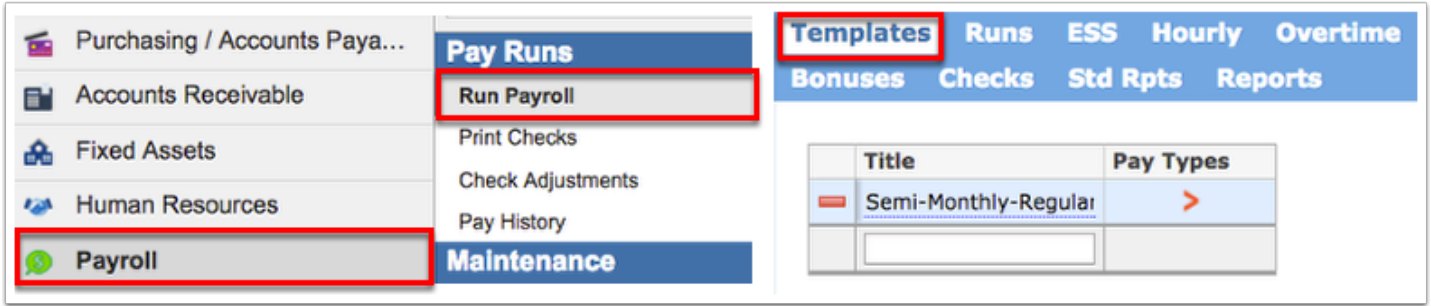 Purchasing / Accounts Paya...
Accounts Receivable
Fixed Assets
Human Resources
Payroll
Pay Runs
Run Payroll
Print Checks
Check Adjustments
Pay History
Maintenance
Templates Runs ESS Hourly Overtime
Bonuses Checks Std Rpts Reports
Title Pay Types
Semi-Monthly-Regular >